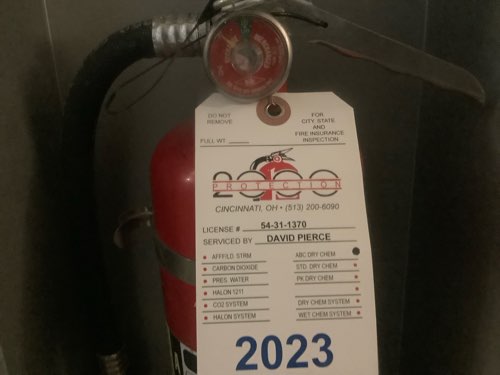 DO NOT
REMOVE
FOR
CITY, STATE
AND
FIRE INSURANCE
INSPECTION
FULL WT.
2000
PROTECTION
CINCINNATI, OH • (513) 200-6090
LICENSE # 54-31-1370
SERVICED BY DAVID PIERCE
AFFF/LD. STRM
CARBON DIOXIDE
PRES. WATER
HALON 1211
CO2 SYSTEM
HALON SYSTEM
ABC DRY CHEM
STD. DRY CHEM
PK DRY CHEM
DRY CHEM SYSTEM
WET CHEM SYSTEM
2023